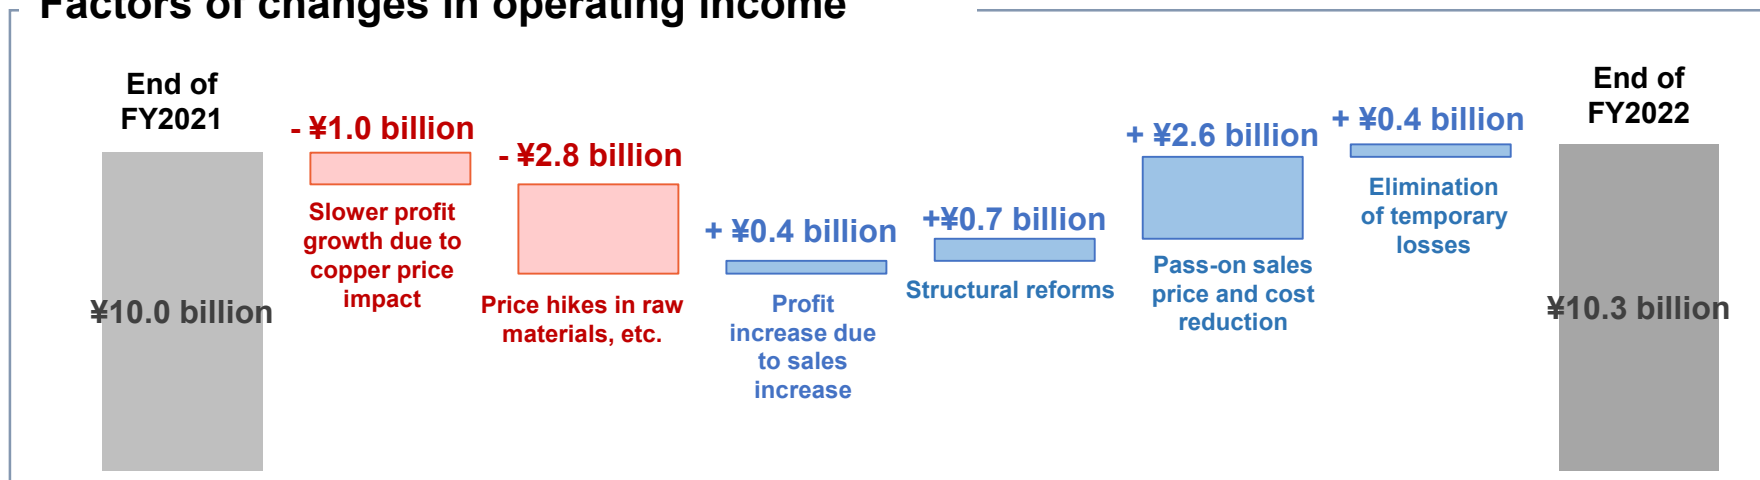 Factors of changes in operating income
End of
FY2021
¥10.0 billion
- ¥1.0 billion
Slower profit
growth due to
copper price
impact
- ¥2.8 billion
Price hikes in raw
materials, etc.
+ ¥0.4 billion
Profit
increase due
to sales
increase
+¥0.7 billion
Structural reforms
+ ¥2.6 billion
Pass-on sales
price and cost
reduction
+ ¥0.4 billion
Elimination
of temporary
losses
End of
FY2022
¥10.3 billion